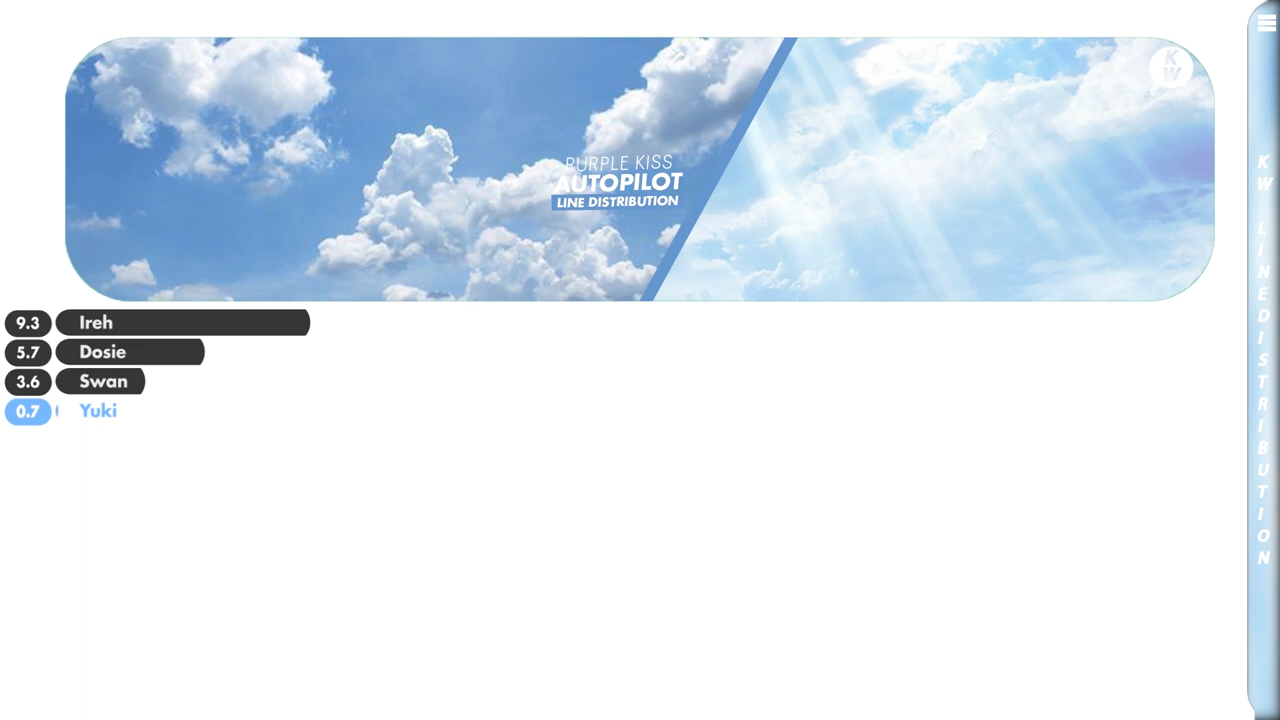 KW
PURPLE KISS
AUTOPILOT
LINE DISTRIBUTION
9.3 Ireh
5.7 Dosie
3.6 Swan
0.7 Yuki
KW LINE DISTRIBUTION